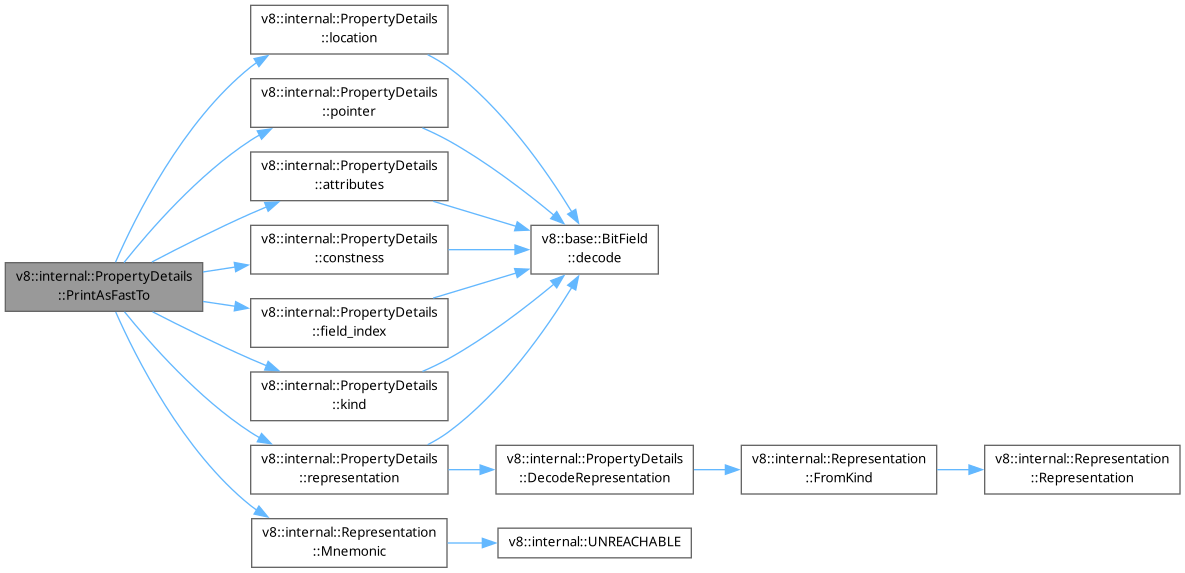 v8::internal::PropertyDetails
::PrintAsFastTo
v8::internal::PropertyDetails
::location
v8::internal::PropertyDetails
::pointer
v8::internal::PropertyDetails
::attributes
v8::internal::PropertyDetails
::constness
v8::internal::PropertyDetails
::field_index
v8::internal::PropertyDetails
::kind
v8::internal::PropertyDetails
::representation
v8::internal::Representation
::Mnemonic
v8::base::BitField
::decode
v8::internal::PropertyDetails
::DecodeRepresentation
v8::internal::UNREACHABLE
v8::internal::Representation
::FromKind
v8::internal::Representation
::Representation